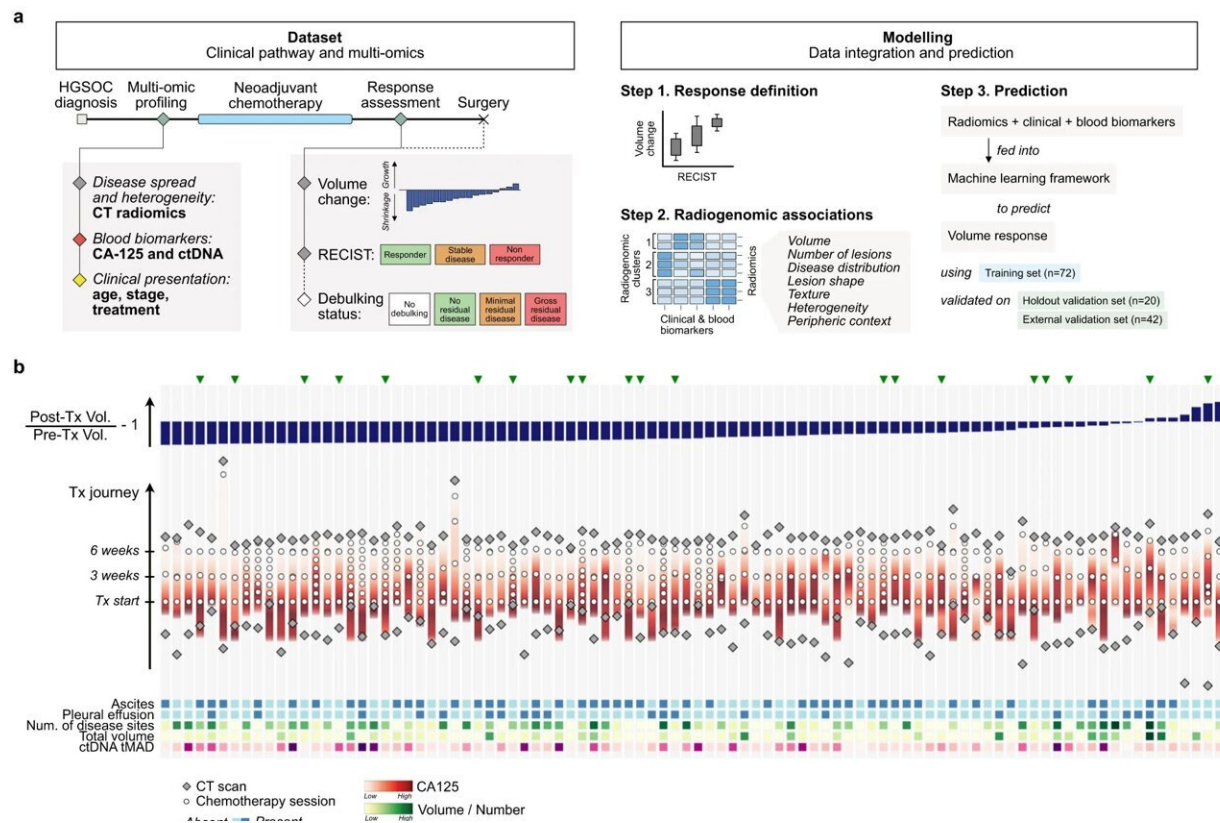 a
Dataset
Clinical pathway and multi-omics
HGSOC
diagnosis
Multi-omic
profiling
Neoadjuvant
chemotherapy
Response
assessment
Surgery
Disease spread
and heterogeneity:
CT radiomics
Blood biomarkers:
CA-125 and ctDNA
Clinical presentation:
age, stage,
treatment
Volume
change:
Shrinkage Growth
RECIST:
Responder
Stable
disease
Non
responder
Debulking
status:
No
debulking
No
residual
disease
Minimal
residual
disease
Gross
residual
disease
Modelling
Data integration and prediction
Step 1. Response definition
Volume
change
RECIST
Step 2. Radiogenomic associations
Radiogenomic
clusters
1
2
3
Radiomics
Clinical & blood
biomarkers
Volume
Number of lesions
Disease distribution
Lesion shape
Texture
Heterogeneity
Peripheric context
Step 3. Prediction
Radiomics + clinical + blood biomarkers
fed into
Machine learning framework
to predict
Volume response
using Training set (n=72)
validated on Holdout validation set (n=20)
External validation set (n=42)
b
Post-Tx Vol.
Pre-Tx Vol.
- 1
Tx journey
6 weeks
3 weeks
Tx start
Ascites
Pleural effusion
Num. of disease sites
Total volume
ctDNA tMAD
CT scan
Chemotherapy session
Absent Present
CA125
Low High
Volume / Number
Low High